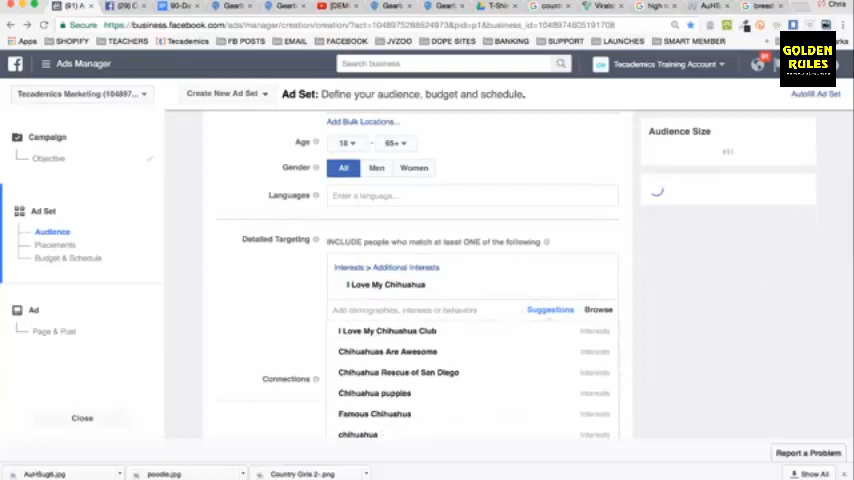 Chris
Secure
https://business.facebook.com/ads/manager/creation/creation/?act=104897526852497
Apps SHOPIFY TEACHERS Tecademics FB POSTS EMAIL FACEBOOK JVZOO DOPE SITES BANKING SUPPORT LAUNCHES SMART MEMBER
GOLDEN
RULES
Ads Manager
Search business
Tecademics Training Account
Tecademics Marketing (104897...
Create New Ad Set
Ad Set: Define your audience, budget and schedule.
Autofill Ad Set
Campaign
Objective
Ad Set
Audience
Placements
Budget & Schedule
Ad
Page & Post
Close
Add Bulk Locations...
Age 18 - 65+
Gender All Men Women
Languages Enter a language...
Detailed Targeting INCLUDE people who match at least ONE of the following
Interests > Additional Interests
I Love My Chihuahua
Add demographics, interests or behaviors Suggestions Browse
I Love My Chihuahua Club Interests
Chihuahuas Are Awesome Interests
Chihuahua Rescue of San Diego Interests
Chihuahua puppies Interests
Famous Chihuahua Interests
chihuahua Interests
Connections
Audience Size
Report a Problem
AuHSug6.jpg
poodle.jpg
Country Girls 2-.png
Show All